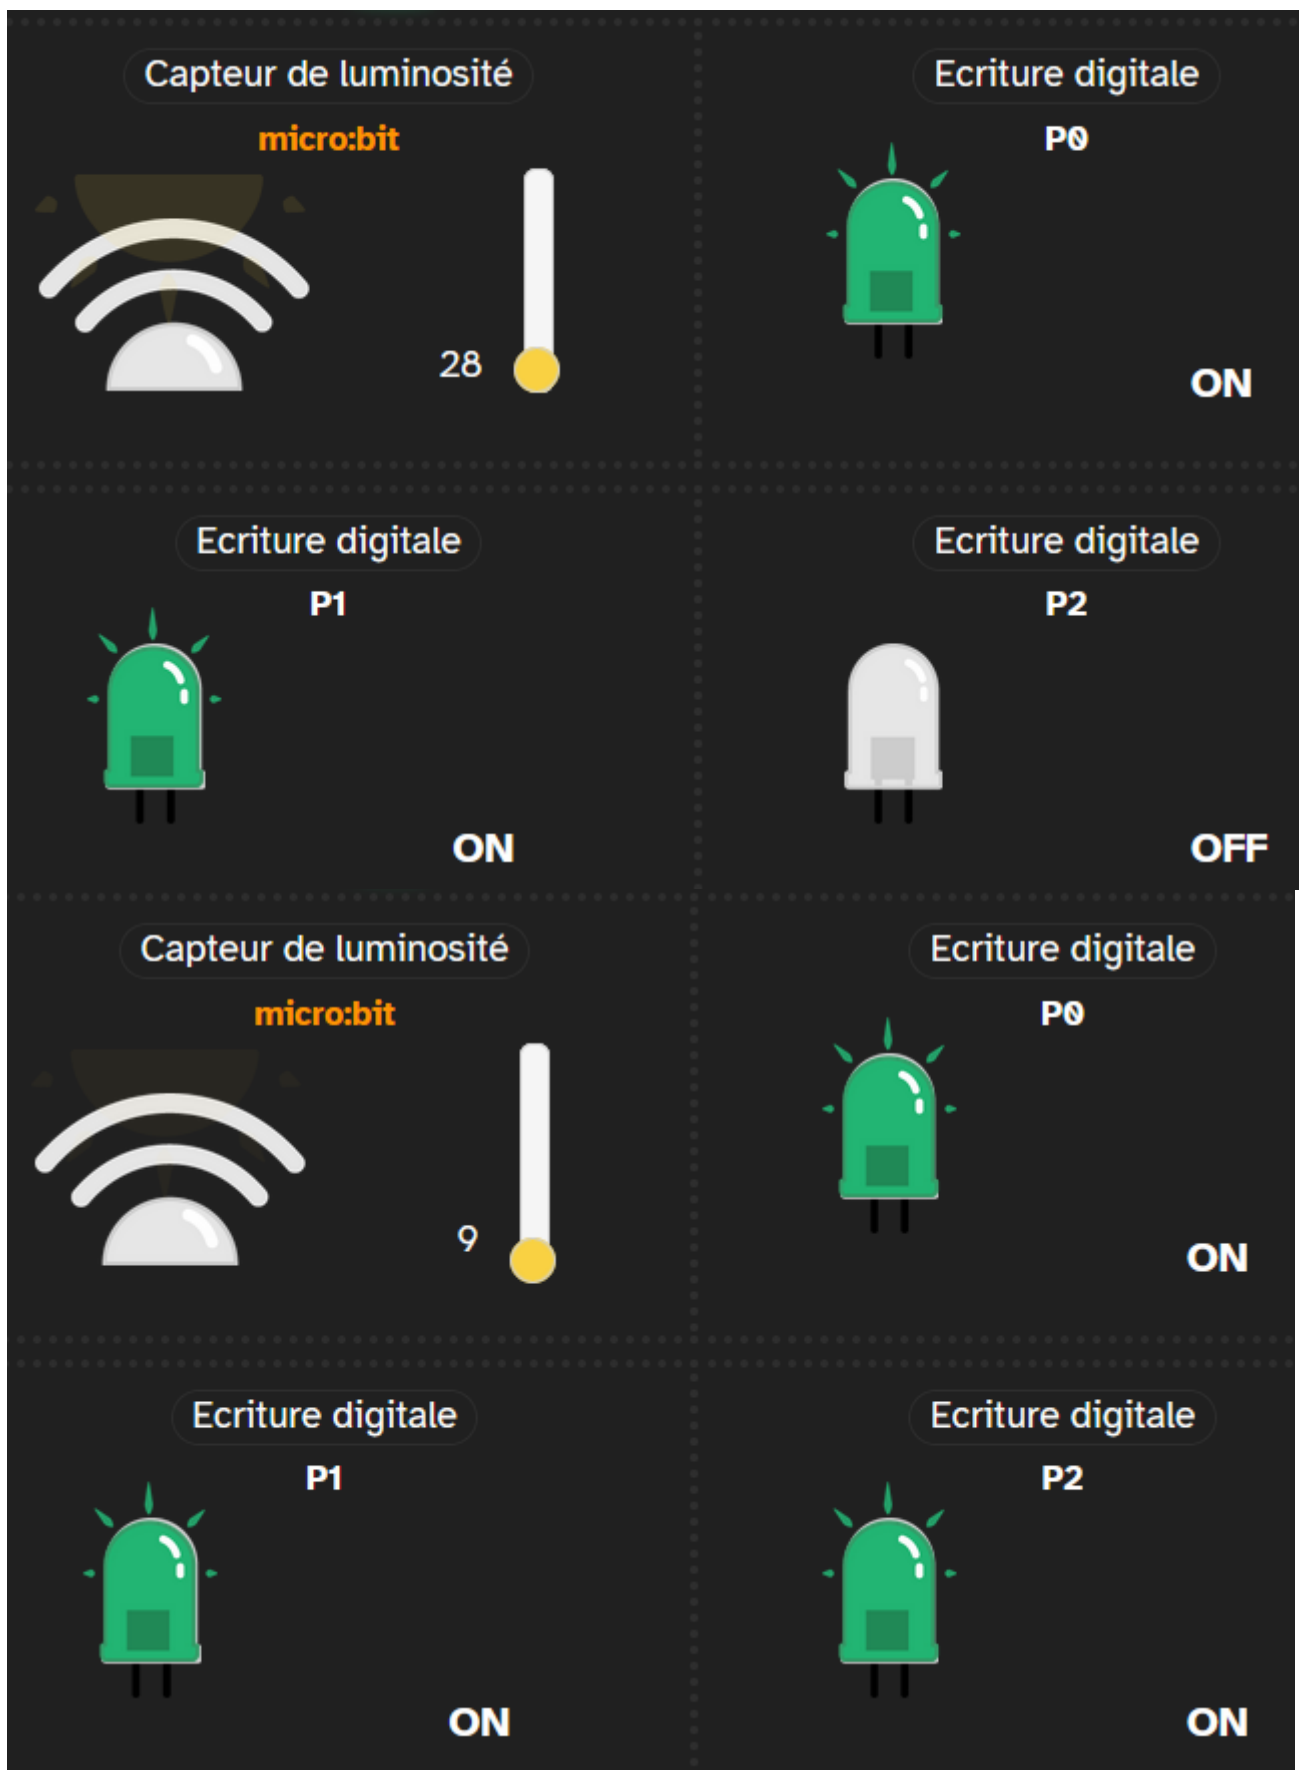 Capteur de luminosité
micro:bit
28
Ecriture digitale
P0
ON
Ecriture digitale
P1
ON
Ecriture digitale
P2
OFF
Capteur de luminosité
micro:bit
9
Ecriture digitale
P0
ON
Ecriture digitale
P1
ON
Ecriture digitale
P2
ON